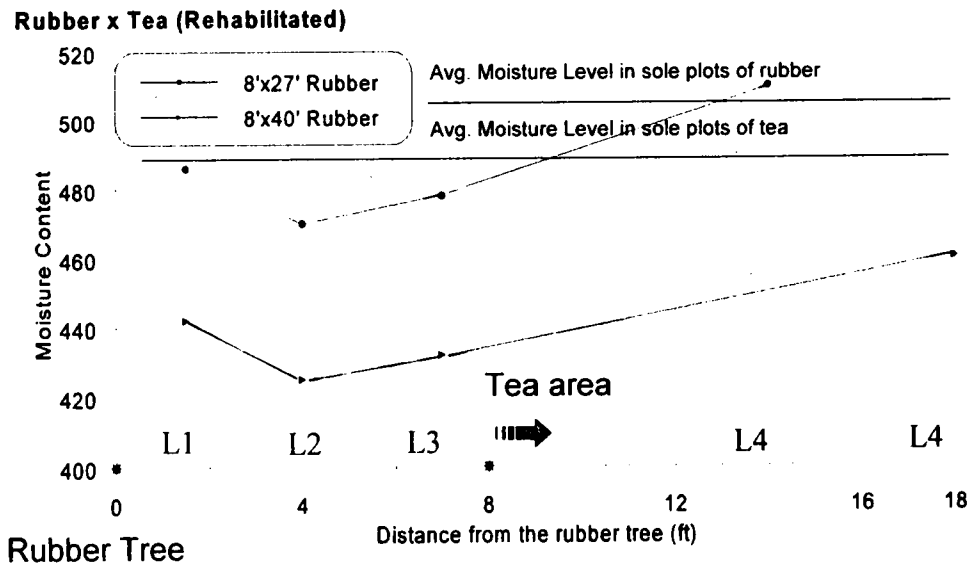 Rubber x Tea (Rehabilitated)
520
500
480
460
440
420
400
Moisture Content
8'x27' Rubber
8'x40' Rubber
Avg. Moisture Level in sole plots of rubber
Avg. Moisture Level in sole plots of tea
Tea area
L1 L2 L3 L4 L4
0 4 8 12 16 18
Distance from the rubber tree (ft)
Rubber Tree